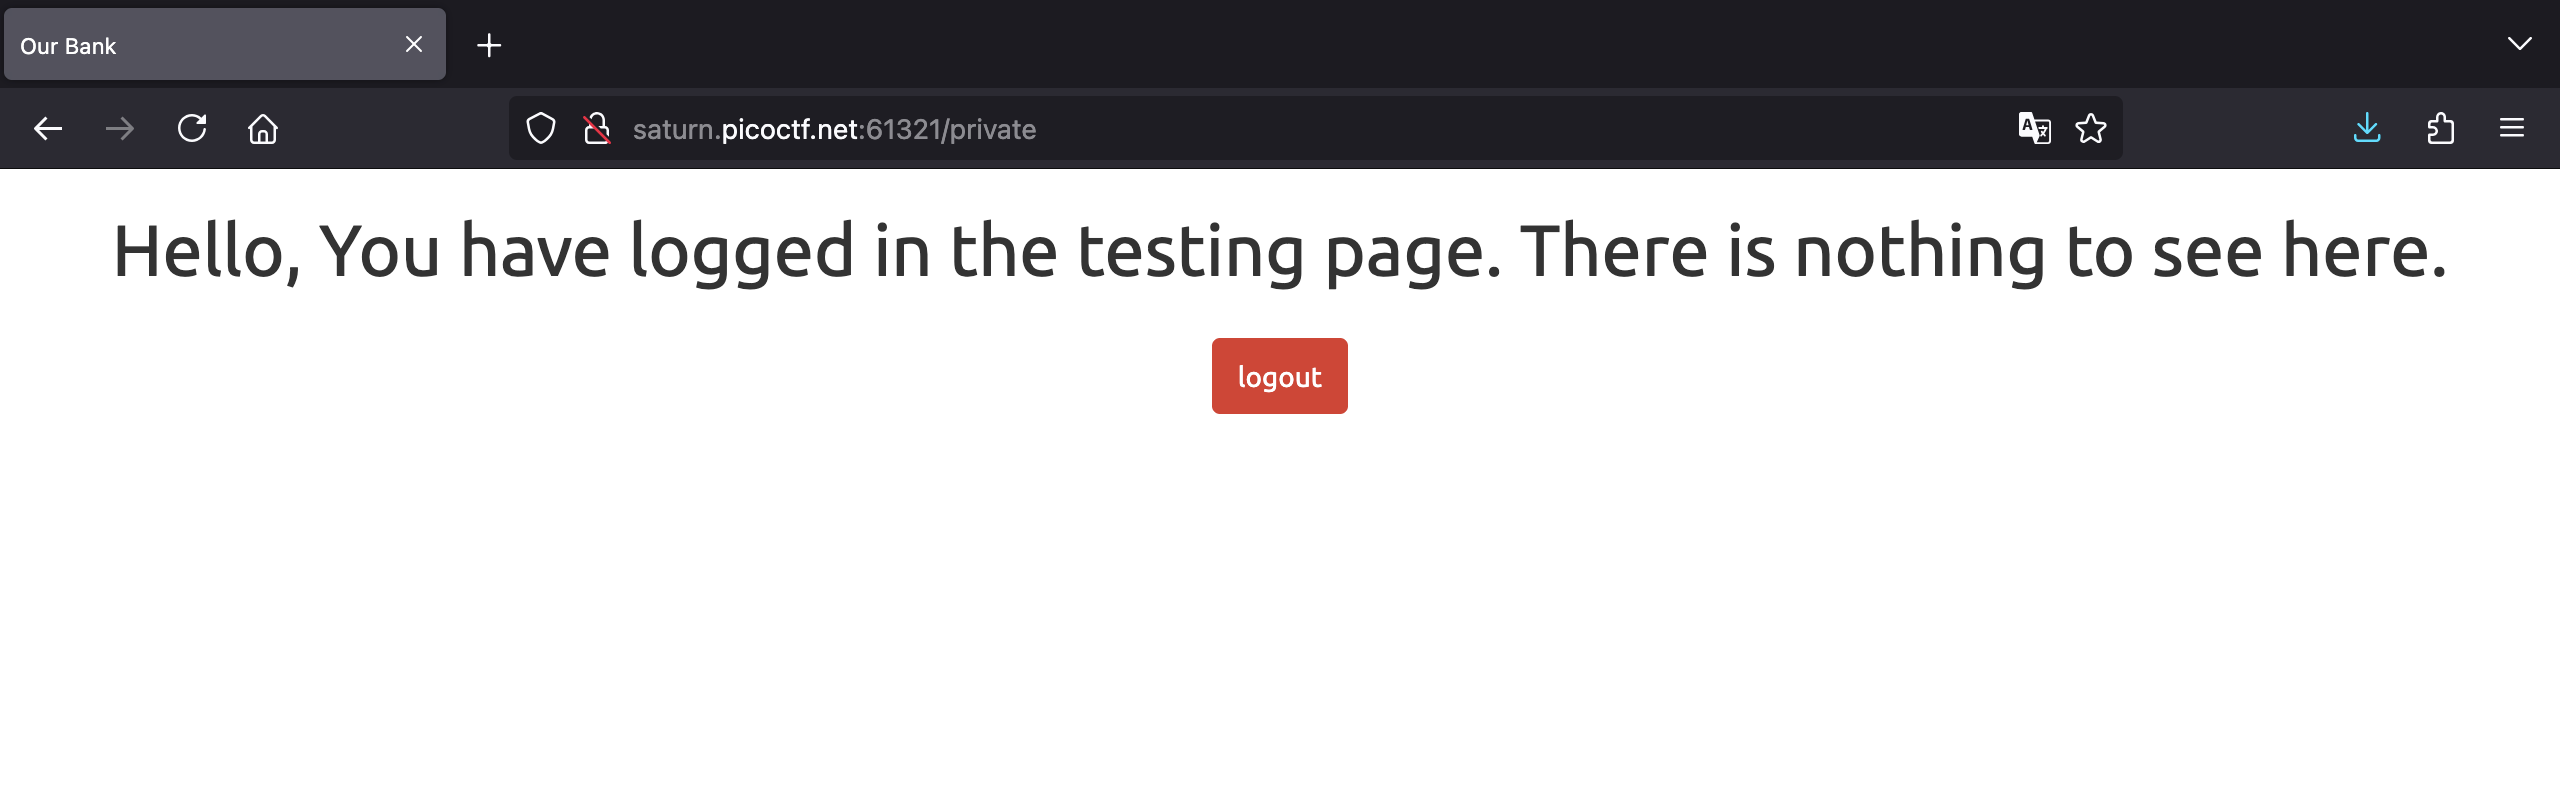 Our Bank
saturn.picoctf.net:61321/private
Hello, You have logged in the testing page. There is nothing to see here.
logout